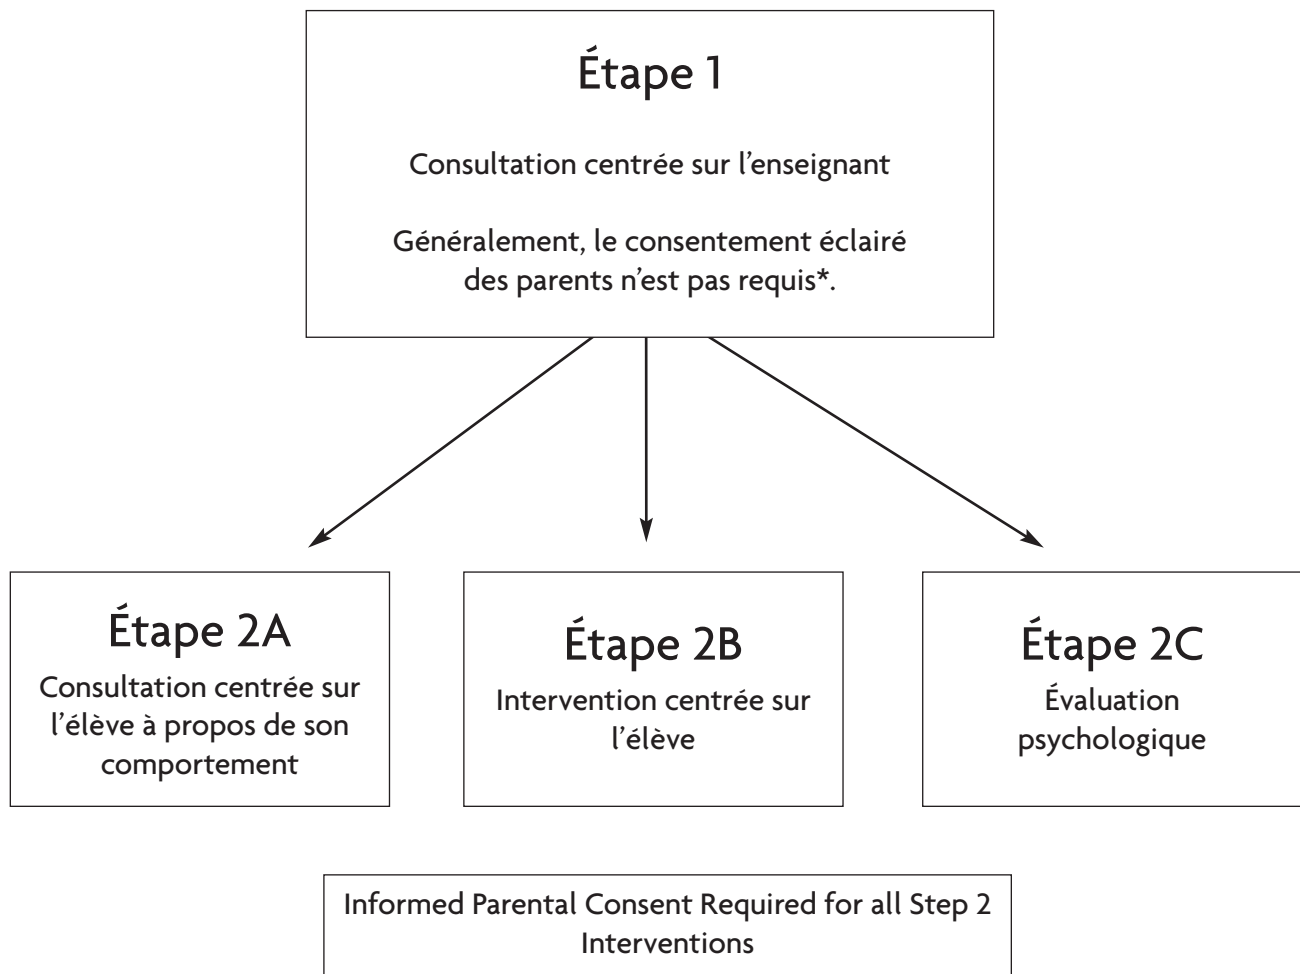 Étape 1
Consultation centrée sur l’enseignant
Généralement, le consentement éclairé
des parents n’est pas requis*.
Étape 2A
Consultation centrée sur
l’élève à propos de son
comportement
Étape 2B
Intervention centrée sur
l’élève
Étape 2C
Évaluation
psychologique
Informed Parental Consent Required for all Step 2
Interventions